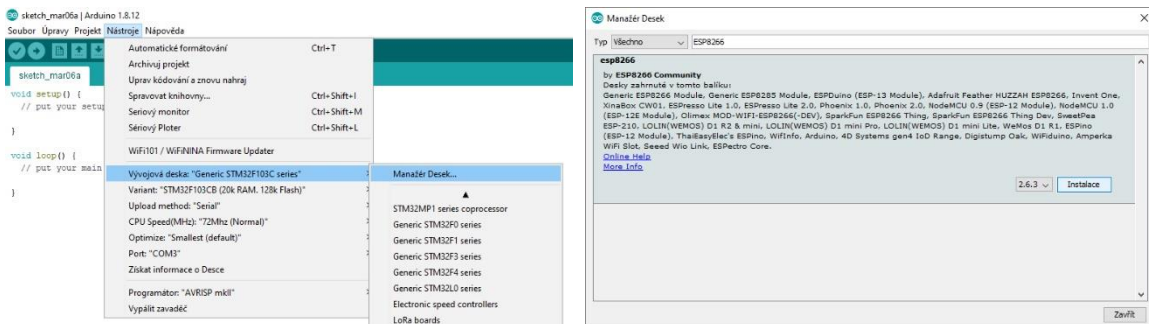 sketch_mar06a | Arduino 1.8.12
Soubor Úpravy Projekt Nástroje Nápověda
sketch_mar06a
void setup() {
// put your setup
}
void loop() {
// put your main
}
Automatické formátování Ctrl+T
Archivuj projekt
Uprav kódování a znovu nahraj
Spravovat knihovny... Ctrl+Shift+I
Seriový monitor Ctrl+Shift+M
Sériový Ploter Ctrl+Shift+L
WiFi101 / WiFiNINA Firmware Updater
Vývojová deska: "Generic STM32F103C series"
Variant: "STM32F103CB (20k RAM. 128k Flash)"
Upload method: "Serial"
CPU Speed(MHz): "72Mhz (Normal)"
Optimize: "Smallest (default)"
Port: "COM3"
Získat informace o Desce
Programátor: "AVRISP mkII"
Vypálit zavaděč
Manažér Desek...
STM32MP1 series coprocessor
Generic STM32F0 series
Generic STM32F1 series
Generic STM32F3 series
Generic STM32F4 series
Generic STM32L0 series
Electronic speed controllers
LoRa boards
Manažér Desek
Typ Všechno ESP8266
esp8266
by ESP8266 Community
Desky zahrnuté v tomto balíku:
Generic ESP8266 Module, Generic ESP8285 Module, ESPDuino (ESP-13 Module), Adafruit Feather HUZZAH ESP8266, Invent One,
XinaBox CW01, ESPresso Lite 1.0, ESPresso Lite 2.0, Phoenix 1.0, Phoenix 2.0, NodeMCU 0.9 (ESP-12 Module), NodeMCU 1.0
(ESP-12E Module), Olimex MOD-WIFI-ESP8266(-DEV), SparkFun ESP8266 Thing, SparkFun ESP8266 Thing Dev, SweetPea
ESP-210, LOLIN(WEMOS) D1 R2 & mini, LOLIN(WEMOS) D1 mini Pro, LOLIN(WEMOS) D1 mini Lite, WeMos D1 R1, ESPino
(ESP-12 Module), ThaiEasyElec's ESPino, WifInfo, Arduino, 4D Systems gen4 IoD Range, Digistump Oak, WiFiduino, Amperka
WiFi Slot, Seeed Wio Link, ESPectro Core.
Online Help
More Info
2.6.3 Instalace
Zavřít